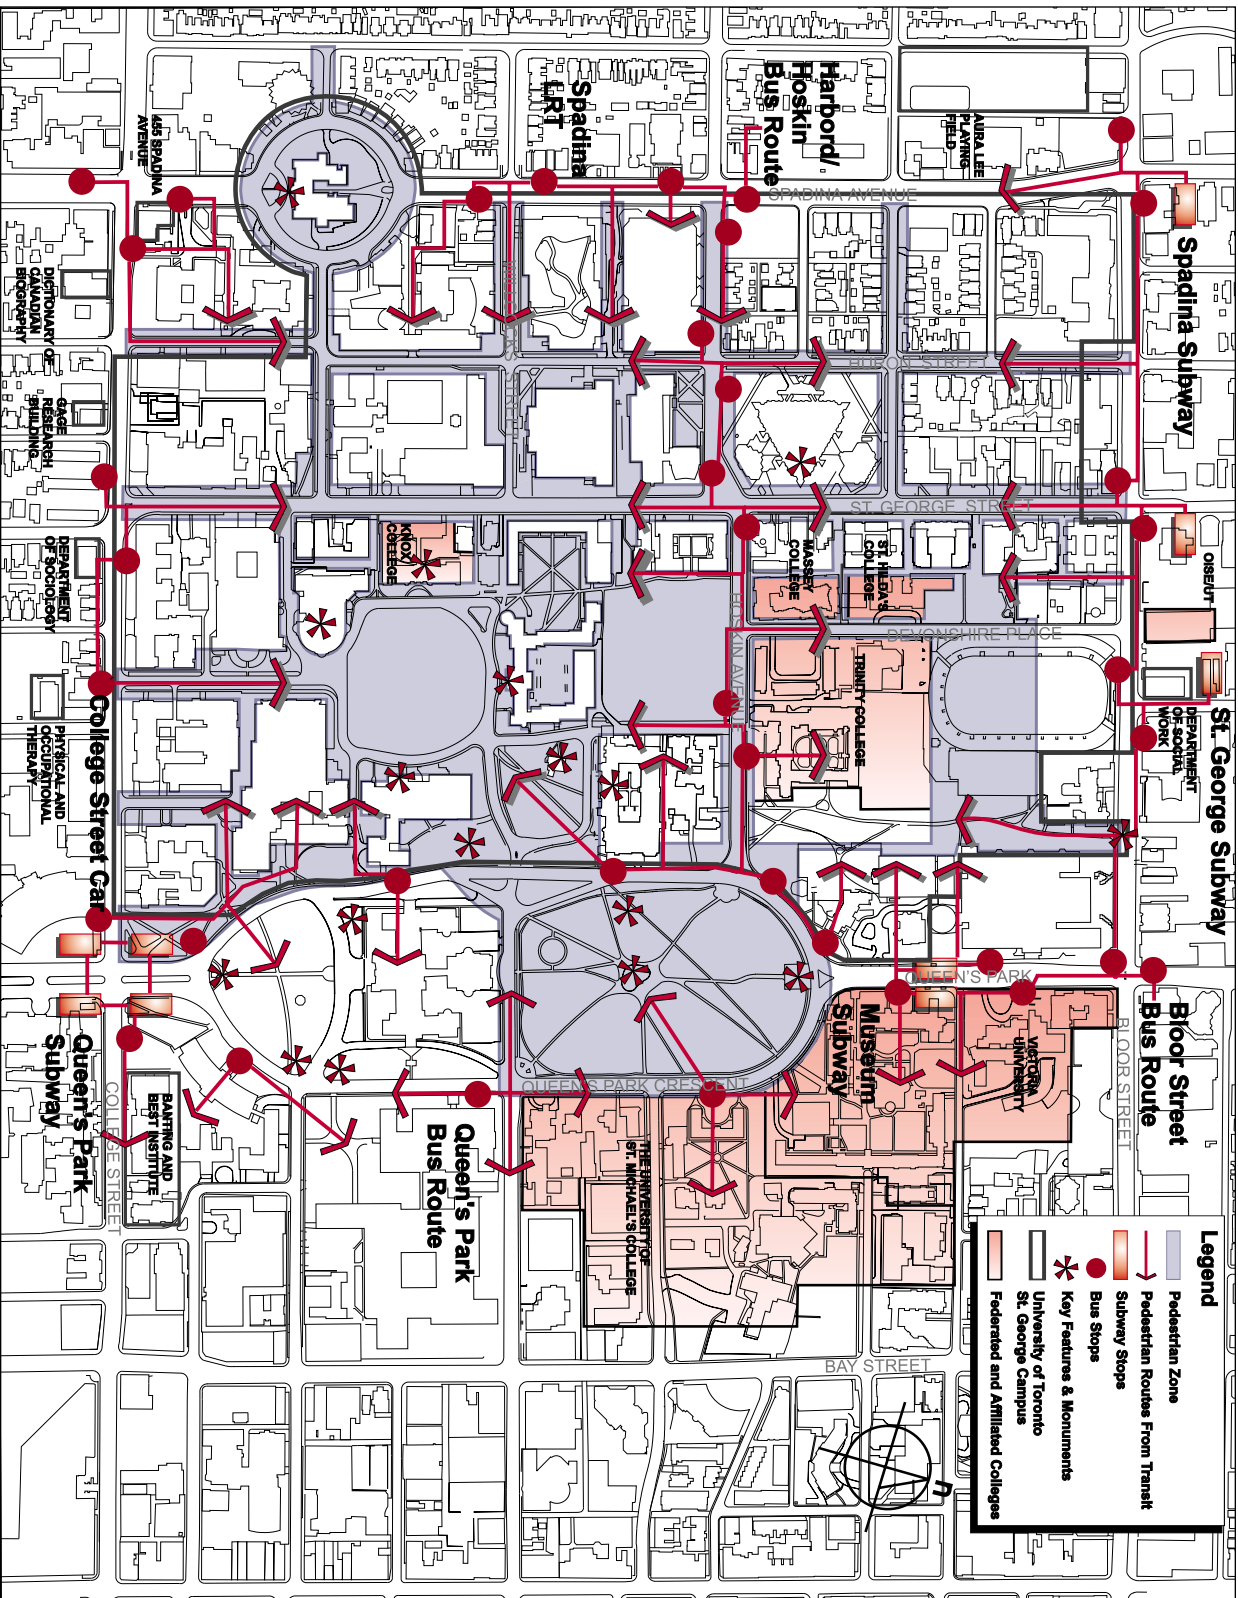 Harbord/
Hoskin
Bus Route
Spadina
LRT
AURA LEE
PLAYING
FIELD
455 SPADINA
AVENUE
SPADINA AVENUE
Spadina Subway
DICTIONARY OF
CANADIAN
BIOGRAPHY
WILLCOCKS STREET
HURON STREET
GAGE
RESEARCH
BUILDING
ST. GEORGE STREET
KNOX
COLLEGE
MASSEY
COLLEGE
ST. HILDA'S
COLLEGE
OISE/UT
DEPARTMENT
OF SOCIOLOGY
HOSKIN AVENUE
DEVONSHIRE PLACE
TRINITY COLLEGE
DEPARTMENT
OF SOCIAL
WORK
St. George Subway
College Street Car
PHYSICAL AND
OCCUPATIONAL
THERAPY
QUEEN'S PARK
Museum
Subway
VICTORIA
UNIVERSITY
Bloor Street
Bus Route
BLOOR STREET
Queen's Park
Subway
COLLEGE STREET
BANTING AND
BEST INSTITUTE
QUEEN'S PARK CRESCENT
Queen's Park
Bus Route
THE UNIVERSITY OF
ST. MICHAEL'S COLLEGE
BAY STREET
Legend
Pedestrian Zone
Pedestrian Routes From Transit
Subway Stops
Bus Stops
Key Features & Monuments
University of Toronto
St. George Campus
Federated and Affiliated Colleges
n